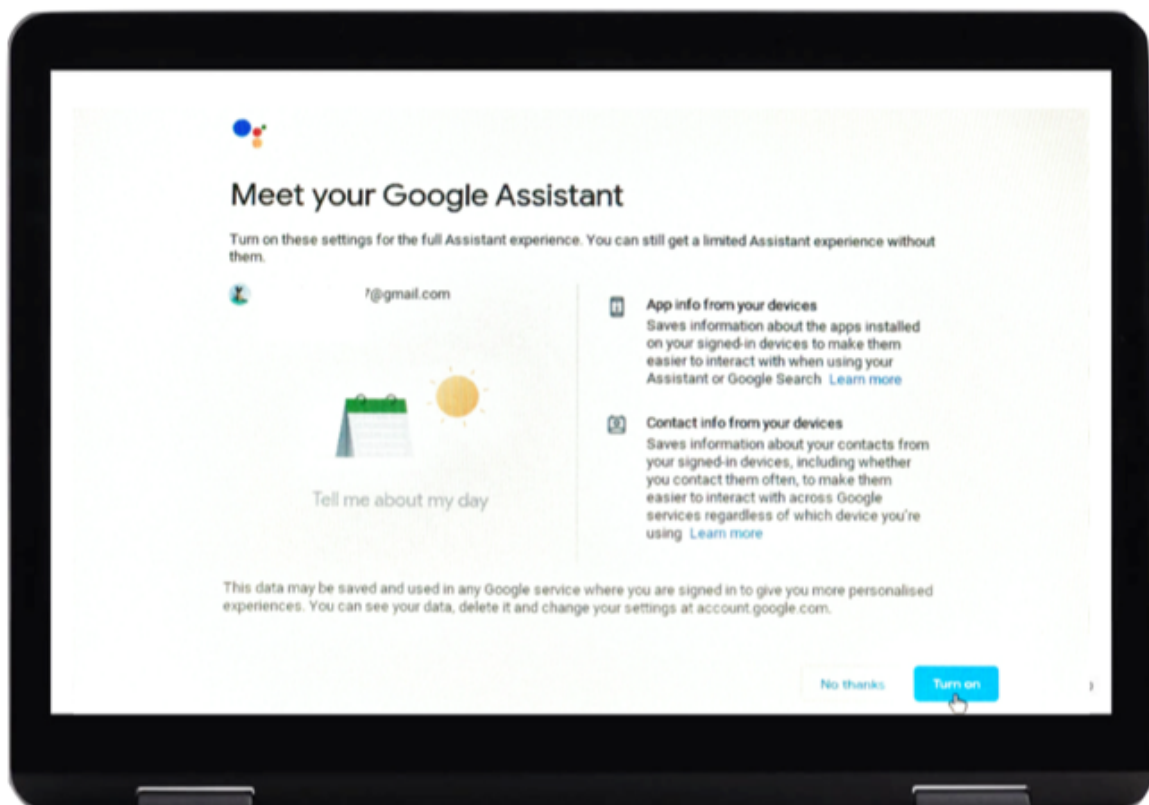 Meet your Google Assistant
Turn on these settings for the full Assistant experience. You can still get a limited Assistant experience without
them.
?@gmail.com
Tell me about my day
App info from your devices
Saves information about the apps installed
on your signed-in devices to make them
easier to interact with when using your
Assistant or Google Search Learn more
Contact info from your devices
Saves information about your contacts from
your signed-in devices, including whether
you contact them often, to make them
easier to interact with across Google
services regardless of which device you're
using Learn more
This data may be saved and used in any Google service where you are signed in to give you more personalised
experiences. You can see your data, delete it and change your settings at account.google.com.
No thanks
Turn on